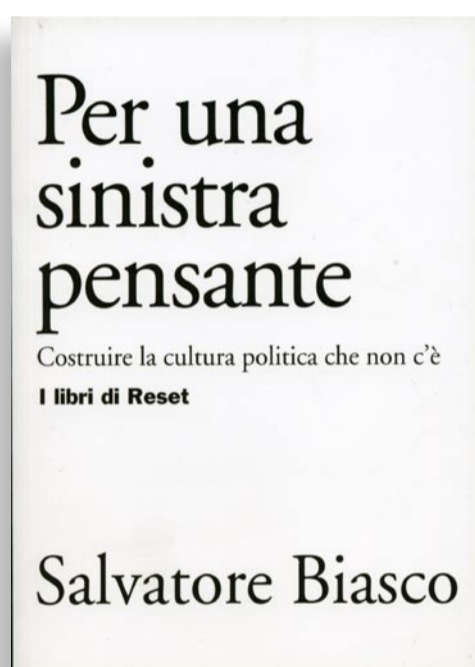 Per una
sinistra
pensante
Costruire la cultura politica che non c'è
I libri di Reset
Salvatore Biasco